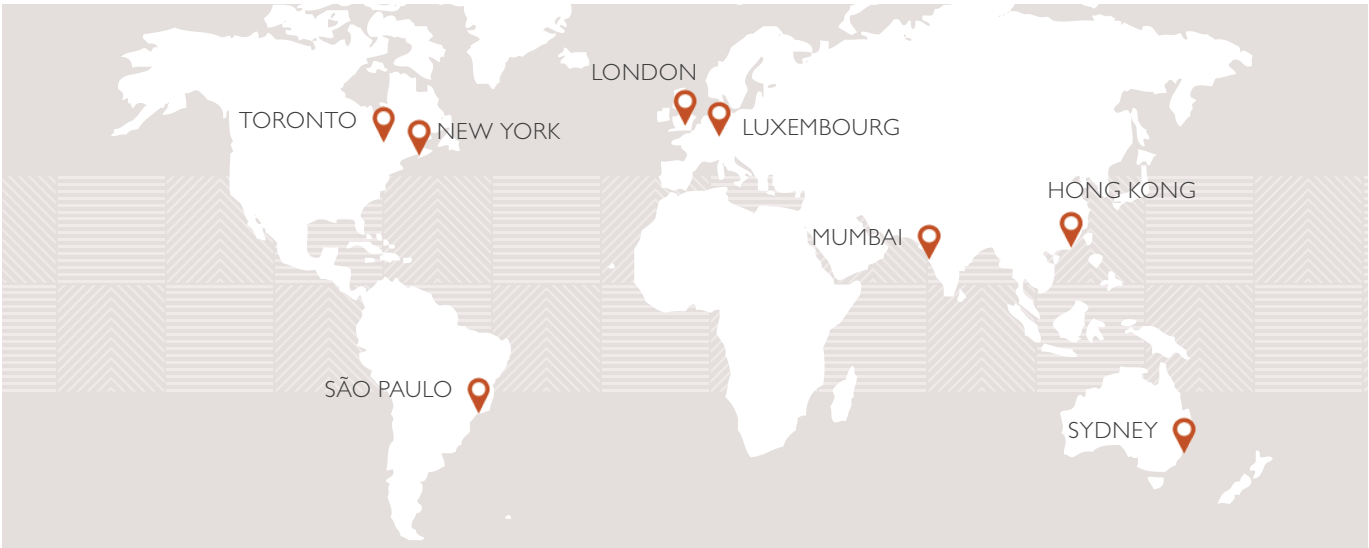 LONDON
TORONTO
NEW YORK
LUXEMBOURG
HONG KONG
MUMBAI
SÃO PAULO
SYDNEY